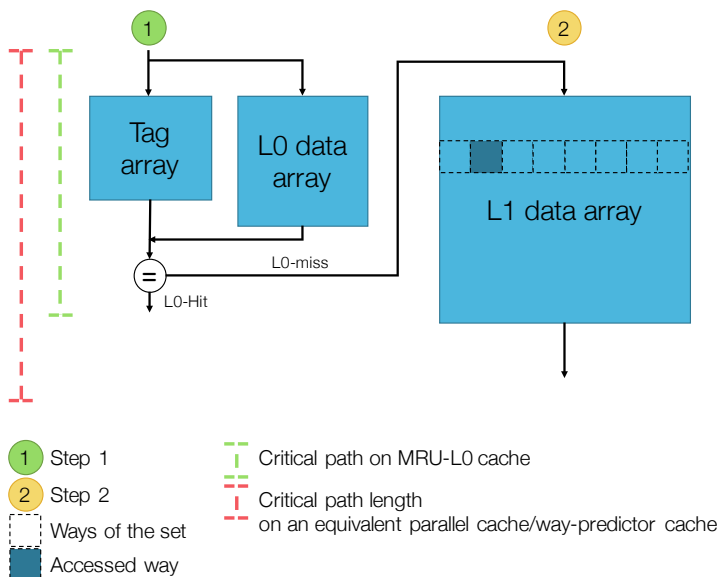 1
2
Tag
array
L0 data
array
L1 data array
=
L0-miss
L0-Hit
1 Step 1
2 Step 2
Ways of the set
Accessed way
Critical path on MRU-L0 cache
Critical path length
on an equivalent parallel cache/way-predictor cache